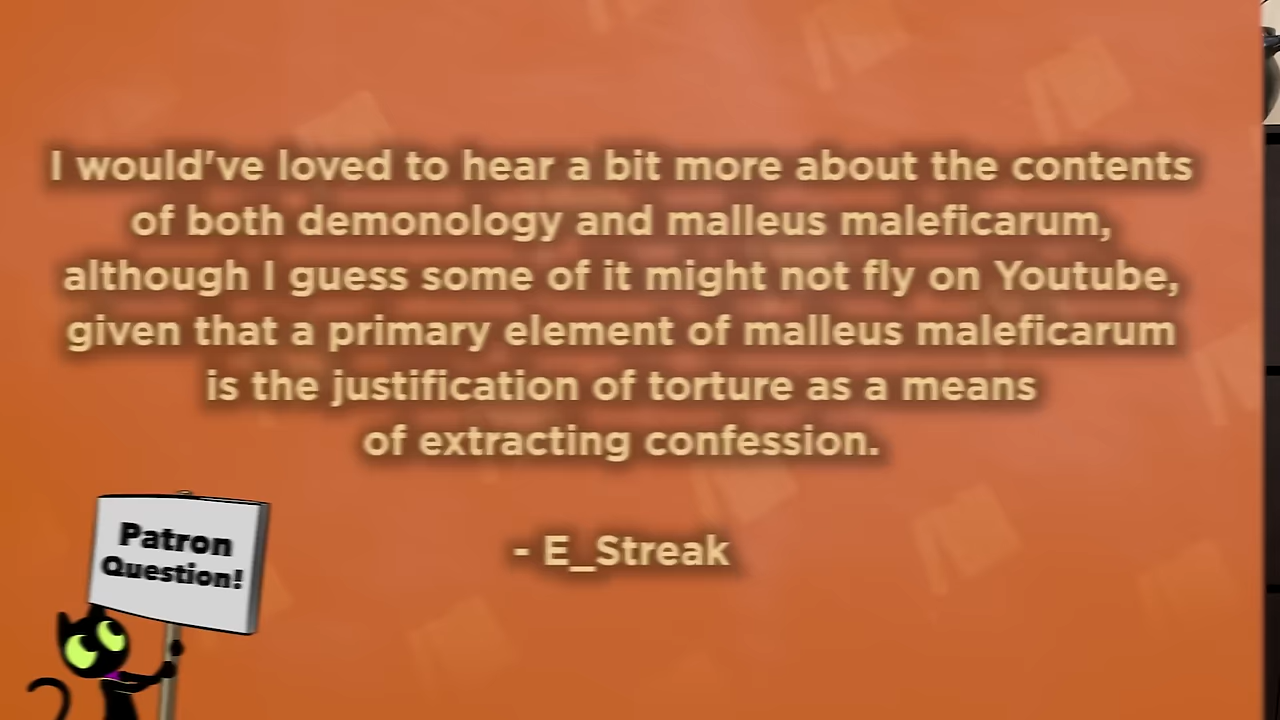 I would've loved to hear a bit more about the contents
of both demonology and malleus maleficarum,
although I guess some of it might not fly on Youtube,
given that a primary element of malleus maleficarum
is the justification of torture as a means
of extracting confession.
- E_Streak
Patron
Question!